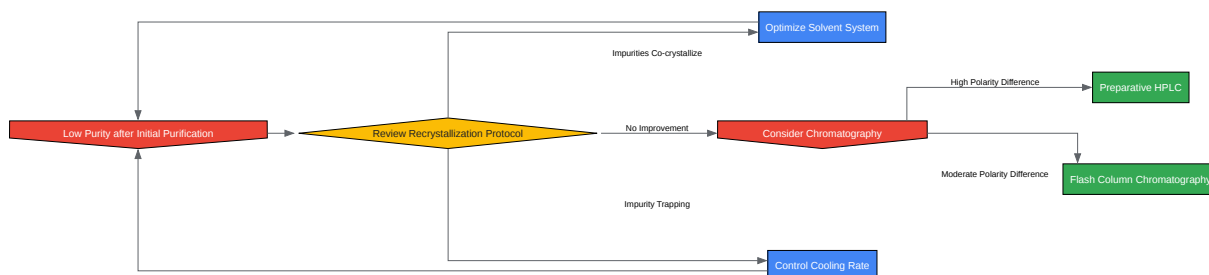 Optimize Solvent System
Impurities Co-crystallize
High Polarity Difference
Preparative HPLC
Low Purity after Initial Purification
Review Recrystallization Protocol
No Improvement
Consider Chromatography
Moderate Polarity Difference
Flash Column Chromatography
Impurity Trapping
Control Cooling Rate